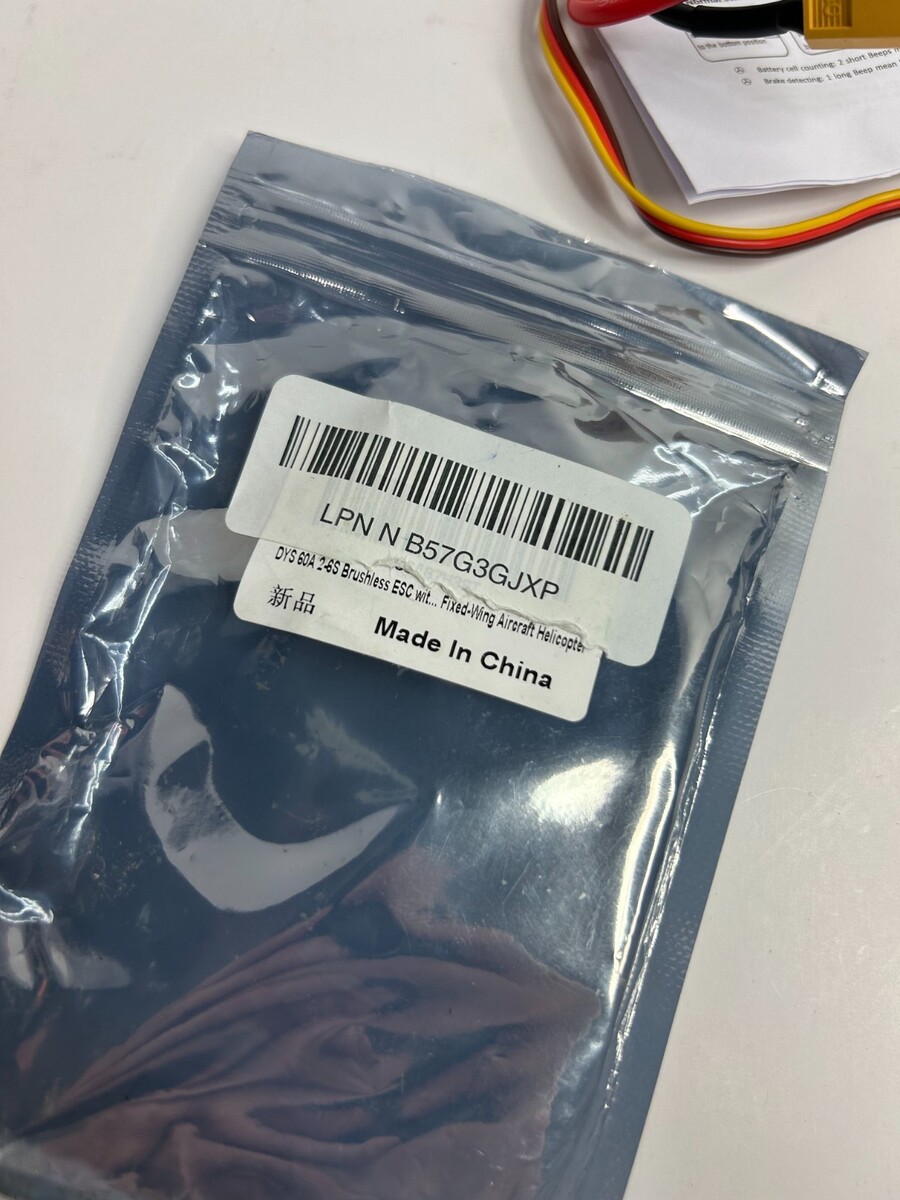 to the bottom position
Battery cell counting: 2 short Beeps
Brake detecting: 1 long Beep mean
LPN N B57G3GJXP
DYS 60A 2-6S Brushless ESC wit... Fixed-Wing Aircraft Helicopter
新品
Made In China